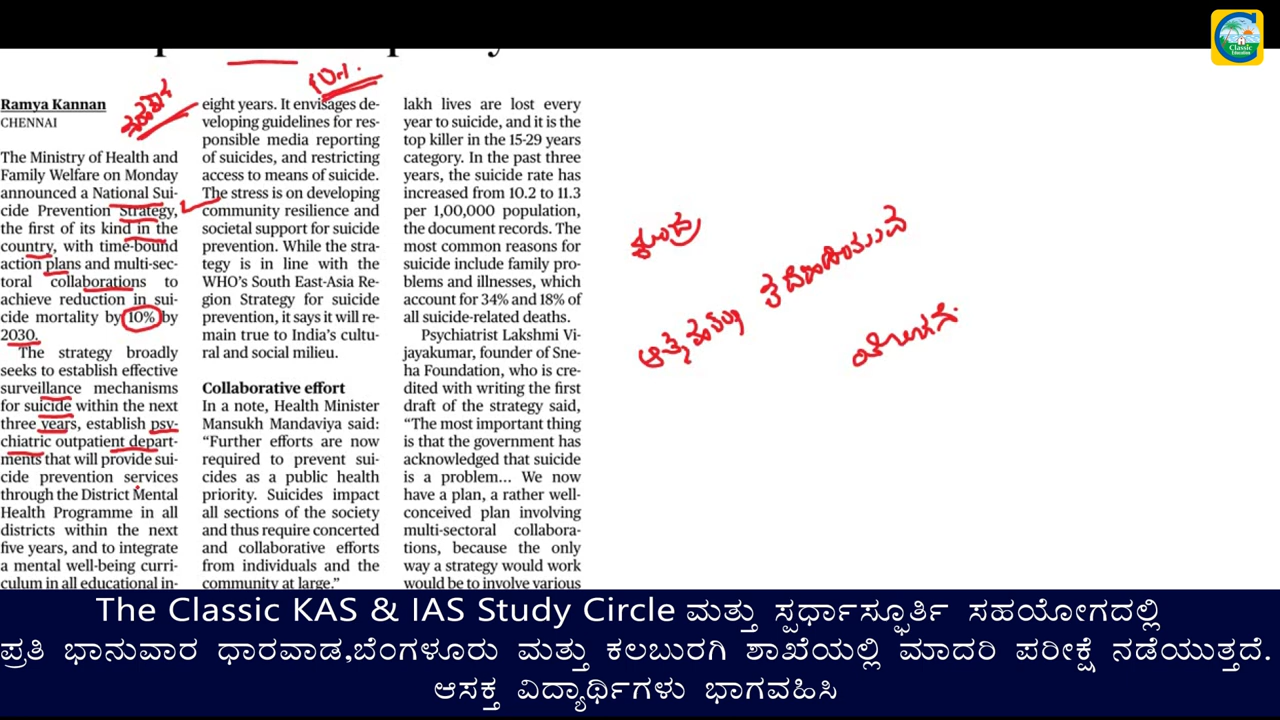 Classic
Education
Ramya Kannan
CHENNAI
The Ministry of Health and
Family Welfare on Monday
announced a National Sui-
cide Prevention Strategy,
the first of its kind in the
country, with time-bound
action plans and multi-sec-
toral collaborations to
achieve reduction in sui-
cide mortality by 10% by
2030.
The strategy broadly
seeks to establish effective
surveillance mechanisms
for suicide within the next
three years, establish psy-
chiatric outpatient depart-
ments that will provide sui-
cide prevention services
through the District Mental
Health Programme in all
districts within the next
five years, and to integrate
a mental well-being curri-
culum in all educational in-
eight years. It envisages de-
veloping guidelines for res-
ponsible media reporting
of suicides, and restricting
access to means of suicide.
The stress is on developing
community resilience and
societal support for suicide
prevention. While the stra-
tegy is in line with the
WHO's South East-Asia Re-
gion Strategy for suicide
prevention, it says it will re-
main true to India's cultu-
ral and social milieu.
Collaborative effort
In a note, Health Minister
Mansukh Mandaviya said:
“Further efforts are now
required to prevent sui-
cides as a public health
priority. Suicides impact
all sections of the society
and thus require concerted
and collaborative efforts
from individuals and the
community at large.”
lakh lives are lost every
year to suicide, and it is the
top killer in the 15-29 years
category. In the past three
years, the suicide rate has
increased from 10.2 to 11.3
per 1,00,000 population,
the document records. The
most common reasons for
suicide include family pro-
blems and illnesses, which
account for 34% and 18% of
all suicide-related deaths.
Psychiatrist Lakshmi Vi-
jayakumar, founder of Sne-
ha Foundation, who is cre-
dited with writing the first
draft of the strategy said,
“The most important thing
is that the government has
acknowledged that suicide
is a problem... We now
have a plan, a rather well-
conceived plan involving
multi-sectoral collabora-
tions, because the only
way a strategy would work
would be to involve various
The Classic KAS & IAS Study Circle ಮತ್ತು ಸ್ಪರ್ಧಾಸ್ಫೂರ್ತಿ ಸಹಯೋಗದಲ್ಲಿ
ಪ್ರತಿ ಭಾನುವಾರ ಧಾರವಾಡ,ಬೆಂಗಳೂರು ಮತ್ತು ಕಲಬುರಗಿ ಶಾಖೆಯಲ್ಲಿ ಮಾದರಿ ಪರೀಕ್ಷೆ ನಡೆಯುತ್ತದೆ.
ಆಸಕ್ತ ವಿದ್ಯಾರ್ಥಿಗಳು ಭಾಗವಹಿಸಿ